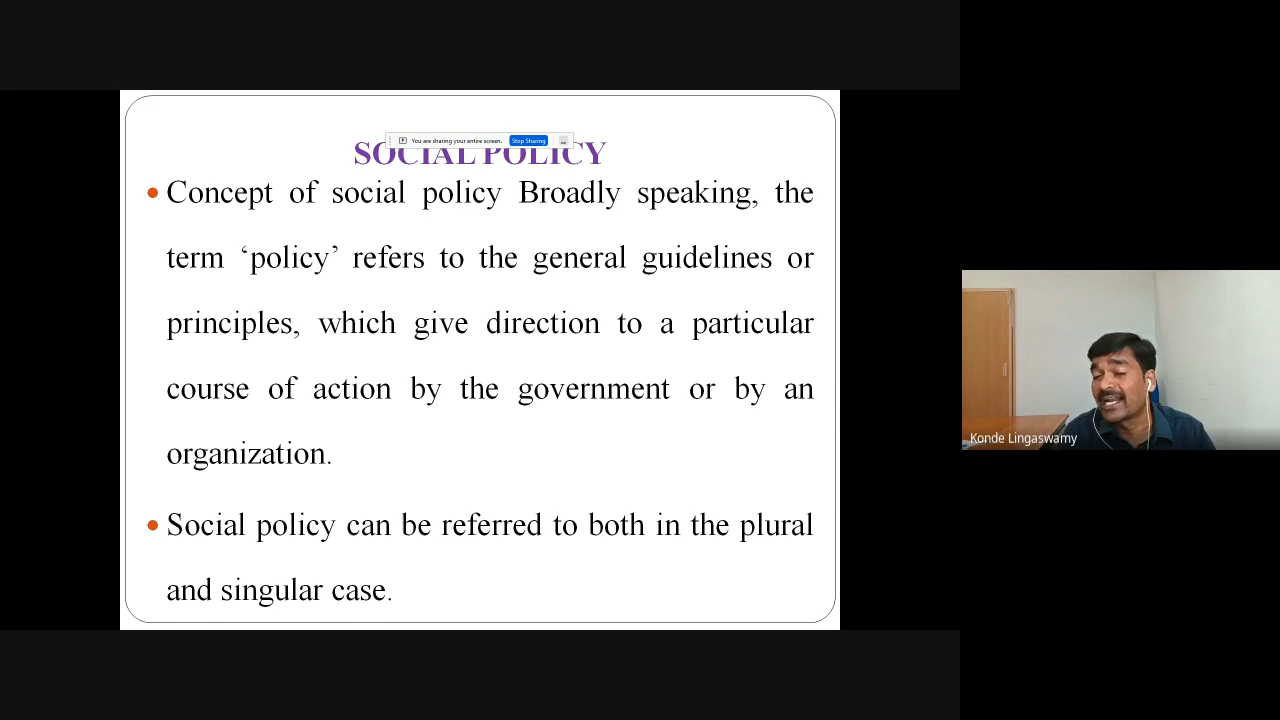 You are sharing your entire screen. Stop Sharing
SOCIAL POLICY
Concept of social policy Broadly speaking, the
term ‘policy’ refers to the general guidelines or
principles, which give direction to a particular
course of action by the government or by an
organization.
Social policy can be referred to both in the plural
and singular case.
Konde Lingaswamy